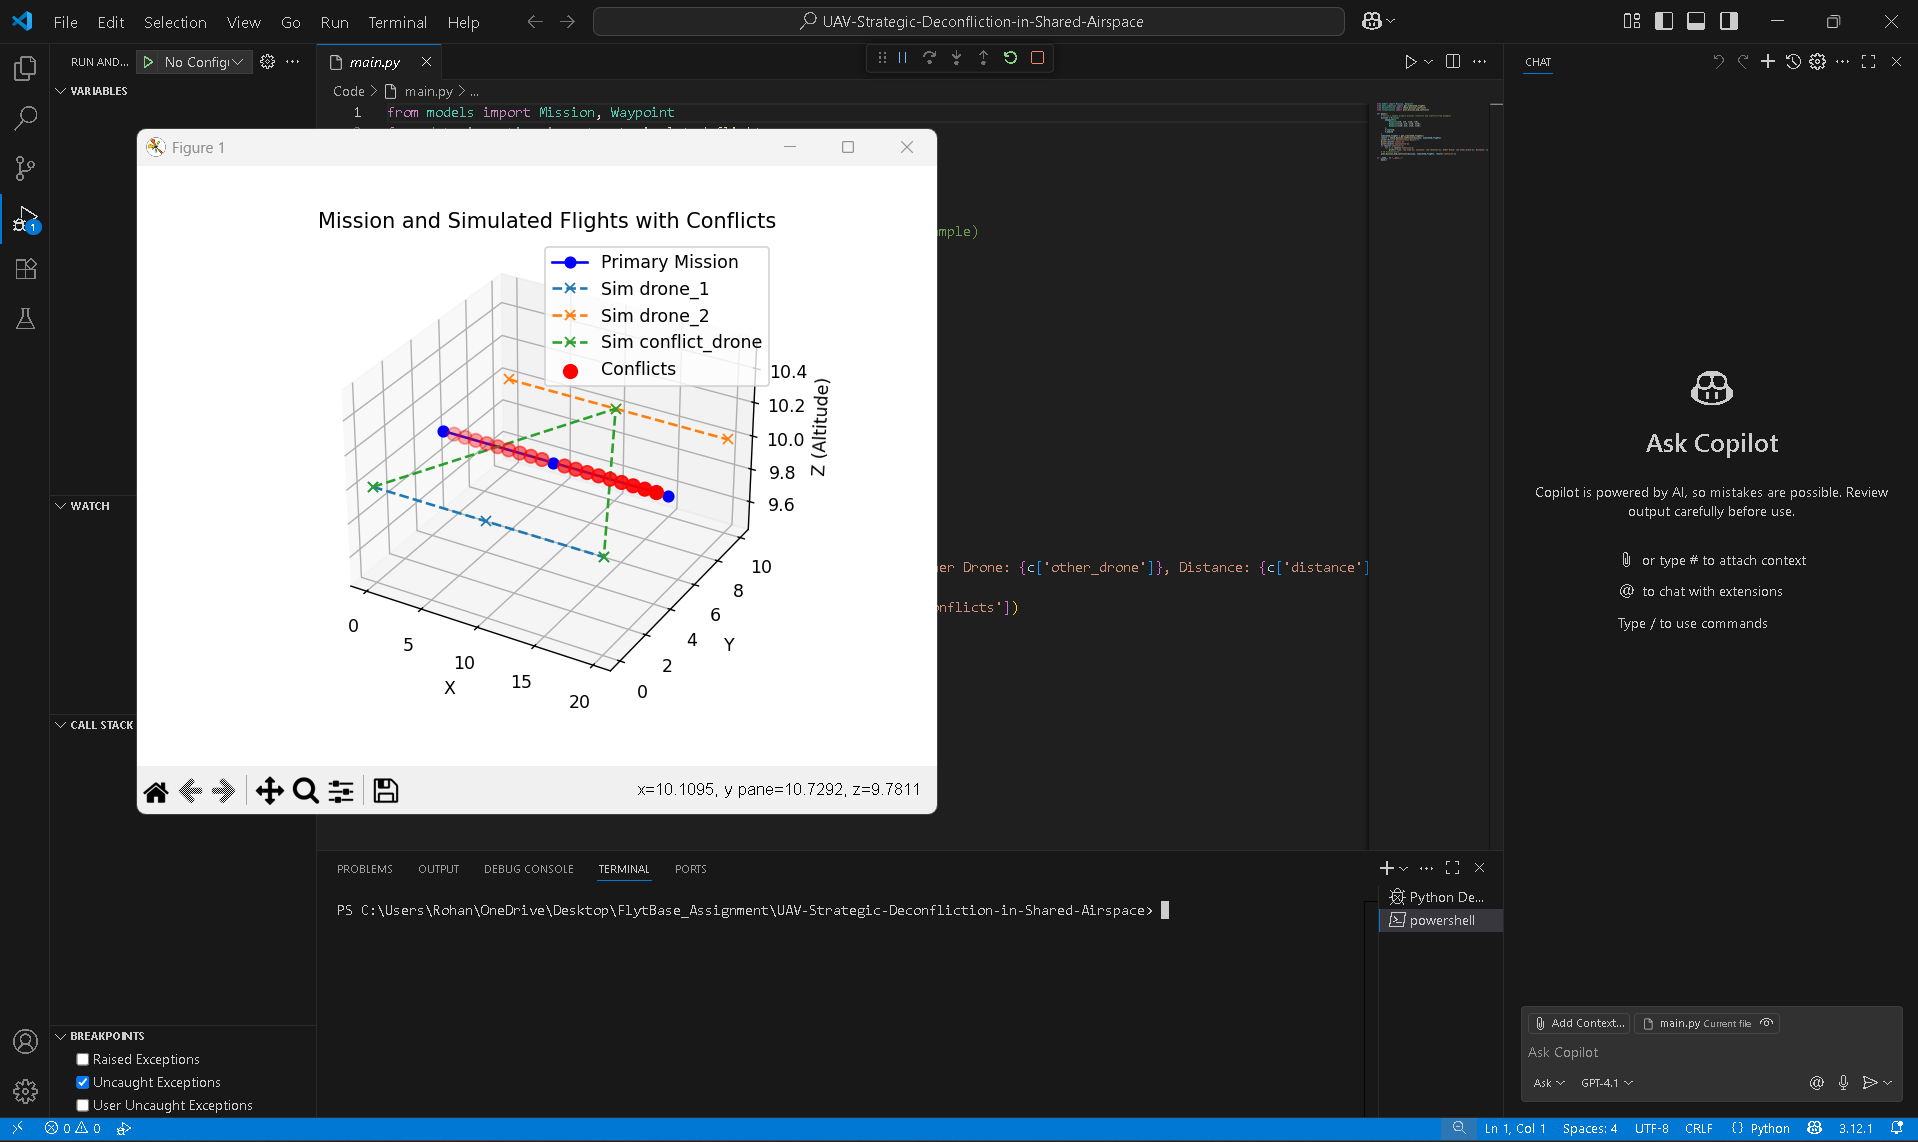 File Edit Selection View Go Run Terminal Help
UAV-Strategic-Deconfliction-in-Shared-Airspace
RUN AND... No Config
VARIABLES
WATCH
CALL STACK
BREAKPOINTS
Raised Exceptions
Uncaught Exceptions
User Uncaught Exceptions
1
main.py
Code > main.py > ...
1 from models import Mission, Waypoint
mple)
er Drone: {c['other_drone']}, Distance: {c['distance']
nflicts'])
Figure 1
Mission and Simulated Flights with Conflicts
Primary Mission
Sim drone_1
Sim drone_2
Sim conflict_drone
Conflicts
10.4
10.2
10.0
9.8
9.6
Z (Altitude)
0
5
10
15
20
X
0
2
4
6
8
10
Y
x=10.1095, y pane=10.7292, z=9.7811
PROBLEMS OUTPUT DEBUG CONSOLE TERMINAL PORTS
PS C:\Users\Rohan\OneDrive\Desktop\FlytBase_Assignment\UAV-Strategic-Deconfliction-in-Shared-Airspace>
Python De...
powershell
CHAT
Ask Copilot
Copilot is powered by AI, so mistakes are possible. Review
output carefully before use.
or type # to attach context
@ to chat with extensions
Type / to use commands
Add Context... main.py Current file
Ask Copilot
Ask GPT-4.1
0 0
Ln 1, Col 1 Spaces: 4 UTF-8 CRLF {} Python 3.12.1